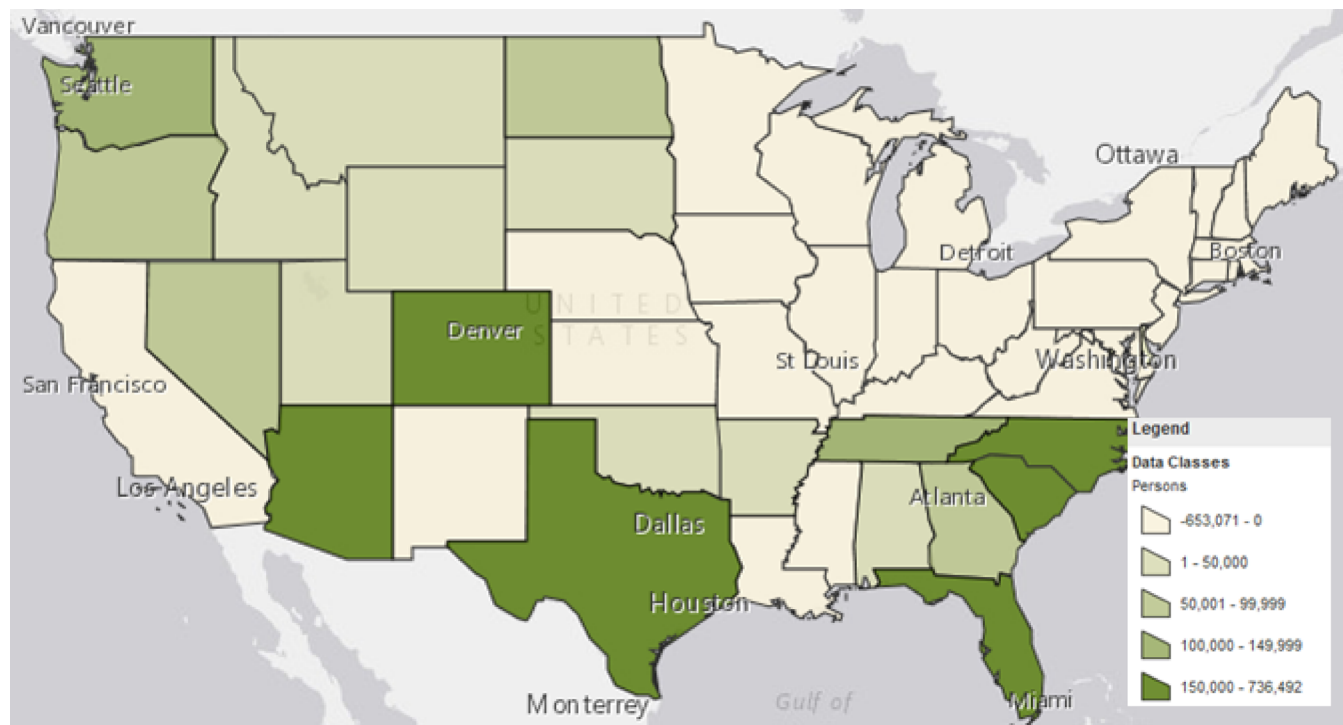 Vancouver
Seattle
Ottawa
Boston
Detroit
UNITED
STATES
Denver
St Louis
Washington
San Francisco
Los Angeles
Atlanta
Dallas
Houston
Monterrey
Gulf of
Miami
Legend
Data Classes
Persons
-653,071 - 0
1 - 50,000
50,001 - 99,999
100,000 - 149,999
150,000 - 736,492